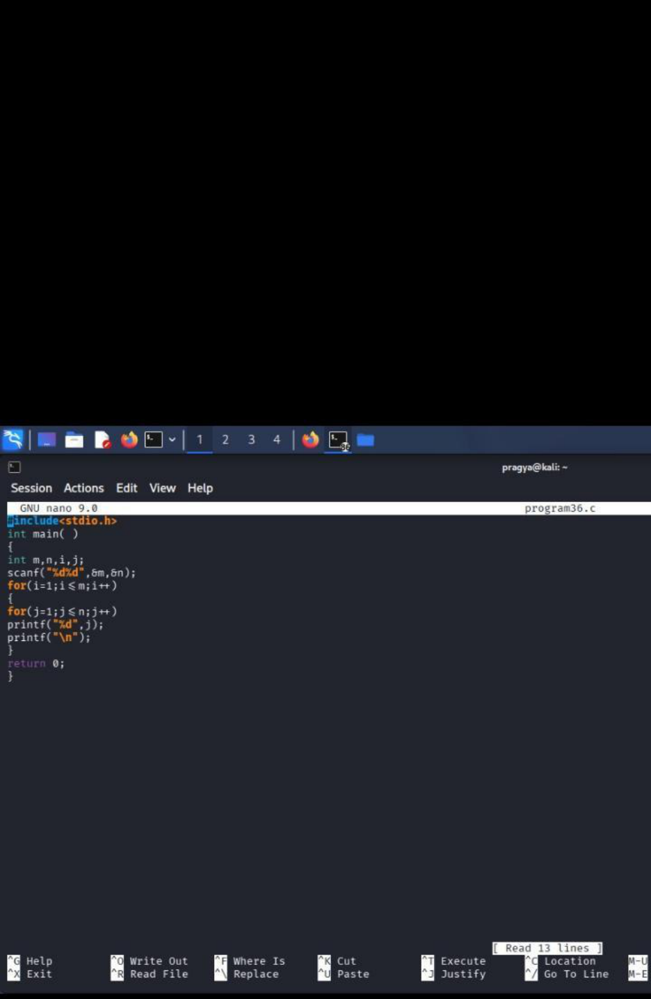 1 2 3 4
pragya@kali: ~
Session Actions Edit View Help
GNU nano 9.0 program36.c
#include<stdio.h>
int main( )
{
int m,n,i,j;
scanf("%d%d",&m,&n);
for(i=1;i<=m;i++)
{
for(j=1;j<=n;j++)
printf("%d",j);
printf("\n");
}
return 0;
}
[ Read 13 lines ]
^G Help ^O Write Out ^F Where Is ^K Cut ^T Execute ^C Location M-U
^X Exit ^R Read File ^\ Replace ^U Paste ^J Justify ^/ Go To Line M-E